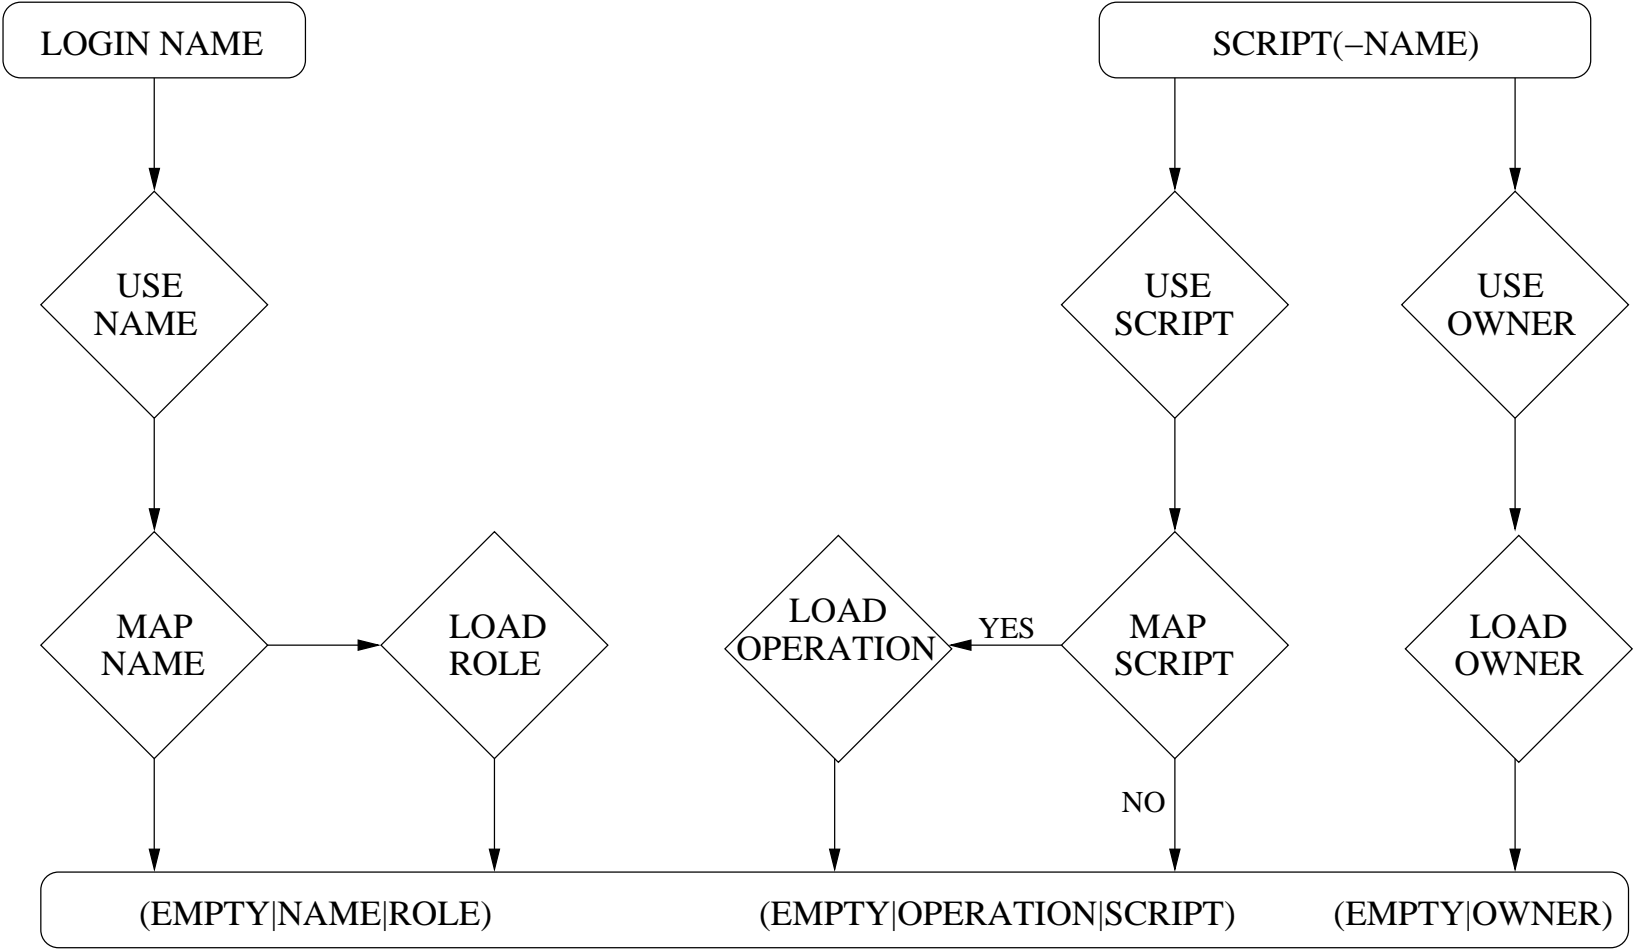 LOGIN NAME
SCRIPT(−NAME)
USE
NAME
USE
SCRIPT
USE
OWNER
MAP
NAME
LOAD
ROLE
LOAD
OPERATION
YES
MAP
SCRIPT
LOAD
OWNER
NO
(EMPTY|NAME|ROLE)
(EMPTY|OPERATION|SCRIPT)
(EMPTY|OWNER)